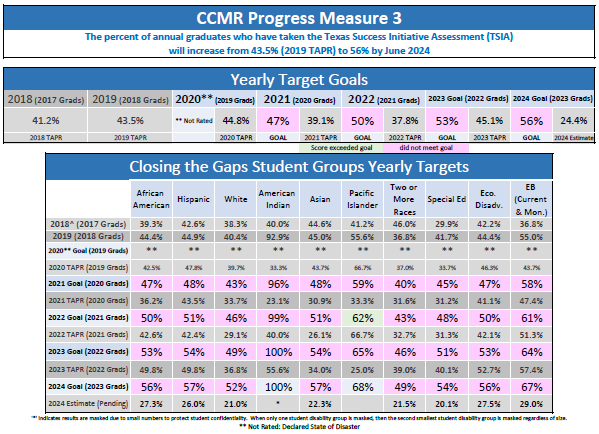 CCMR Progress Measure 3
The percent of annual graduates who have taken the Texas Success Initiative Assessment (TSIA)
will increase from 43.5% (2019 TAPR) to 56% by June 2024
Yearly Target Goals
2018 (2017 Grads) 2019 (2018 Grads) 2020** (2019 Grads) 2021 (2020 Grads) 2022 (2021 Grads) 2023 Goal (2022 Grads) 2024 Goal (2023 Grads)
41.2% 43.5% ** Not Rated 44.8% 47% 39.1% 50% 37.8% 53% 45.1% 56% 24.4%
2018 TAPR 2019 TAPR 2020 TAPR GOAL 2021 TAPR GOAL 2022 TAPR GOAL 2023 TAPR GOAL 2024 Estimate
Score exceeded goal did not meet goal
Closing the Gaps Student Groups Yearly Targets
African American Hispanic White American Indian Asian Pacific Islander Two or More Races Special Ed Eco. Disadv. EB (Current & Mon.)
2018^ (2017 Grads) 39.3% 42.6% 38.3% 40.0% 44.6% 41.2% 46.0% 29.9% 42.2% 36.8%
2019 (2018 Grads) 44.4% 44.9% 40.4% 92.9% 45.0% 55.6% 36.8% 41.7% 44.4% 55.0%
2020** Goal (2019 Grads) ** ** ** ** ** ** ** ** ** **
2020 TAPR (2019 Grads) 42.5% 47.8% 39.7% 33.3% 43.7% 66.7% 37.0% 33.7% 46.3% 43.7%
2021 Goal (2020 Grads) 47% 48% 43% 96% 48% 59% 40% 45% 47% 58%
2021 TAPR (2020 Grads) 36.2% 43.5% 33.7% 23.1% 30.9% 33.3% 31.6% 31.2% 41.1% 47.4%
2022 Goal (2021 Grads) 50% 51% 46% 99% 51% 62% 43% 48% 50% 61%
2022 TAPR (2021 Grads) 42.6% 42.4% 29.1% 40.0% 26.1% 66.7% 32.7% 31.3% 42.1% 51.3%
2023 Goal (2022 Grads) 53% 54% 49% 100% 54% 65% 46% 51% 53% 64%
2023 TAPR (2022 Grads) 49.8% 49.8% 36.8% 55.6% 34.0% 25.0% 39.0% 40.1% 52.7% 57.4%
2024 Goal (2023 Grads) 56% 57% 52% 100% 57% 68% 49% 54% 56% 67%
2024 Estimate (Pending) 27.3% 26.0% 21.0% * 22.3% 21.5% 20.1% 27.5% 29.0%
"*" Indicates results are masked due to small numbers to protect student confidentiality. When only one student disability group is masked, then the second smallest student disability group is masked regardless of size.
** Not Rated: Declared State of Disaster